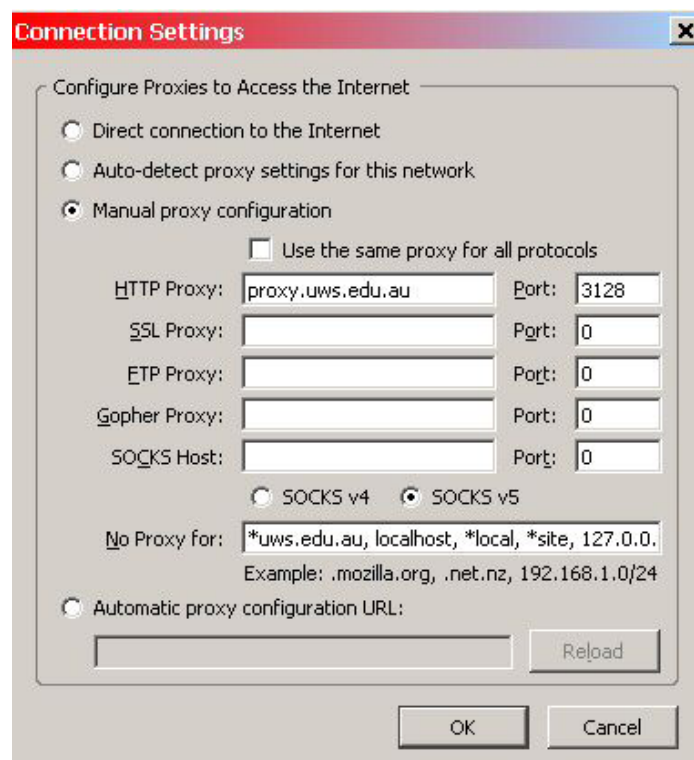 Connection Settings
Configure Proxies to Access the Internet
Direct connection to the Internet
Auto-detect proxy settings for this network
Manual proxy configuration
Use the same proxy for all protocols
HTTP Proxy: proxy.uws.edu.au Port: 3128
SSL Proxy: Port: 0
FTP Proxy: Port: 0
Gopher Proxy: Port: 0
SOCKS Host: Port: 0
SOCKS v4 SOCKS v5
No Proxy for: *uws.edu.au, localhost, *local, *site, 127.0.0.
Example: .mozilla.org, .net.nz, 192.168.1.0/24
Automatic proxy configuration URL:
Reload
OK Cancel